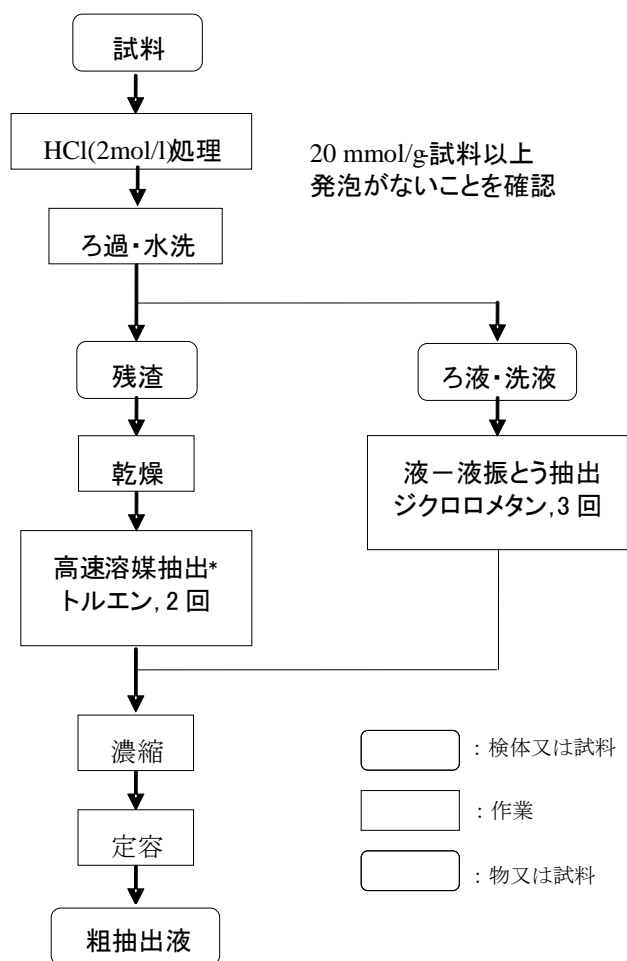 試料
HCl(2mol/l)処理
20 mmol/g試料以上
発泡がないことを確認
ろ過・水洗
残渣
ろ液・洗液
乾燥
液－液振とう抽出
ジクロロメタン,3 回
高速溶媒抽出*
トルエン, 2 回
濃縮
：検体又は試料
：作業
定容
：物又は試料
粗抽出液